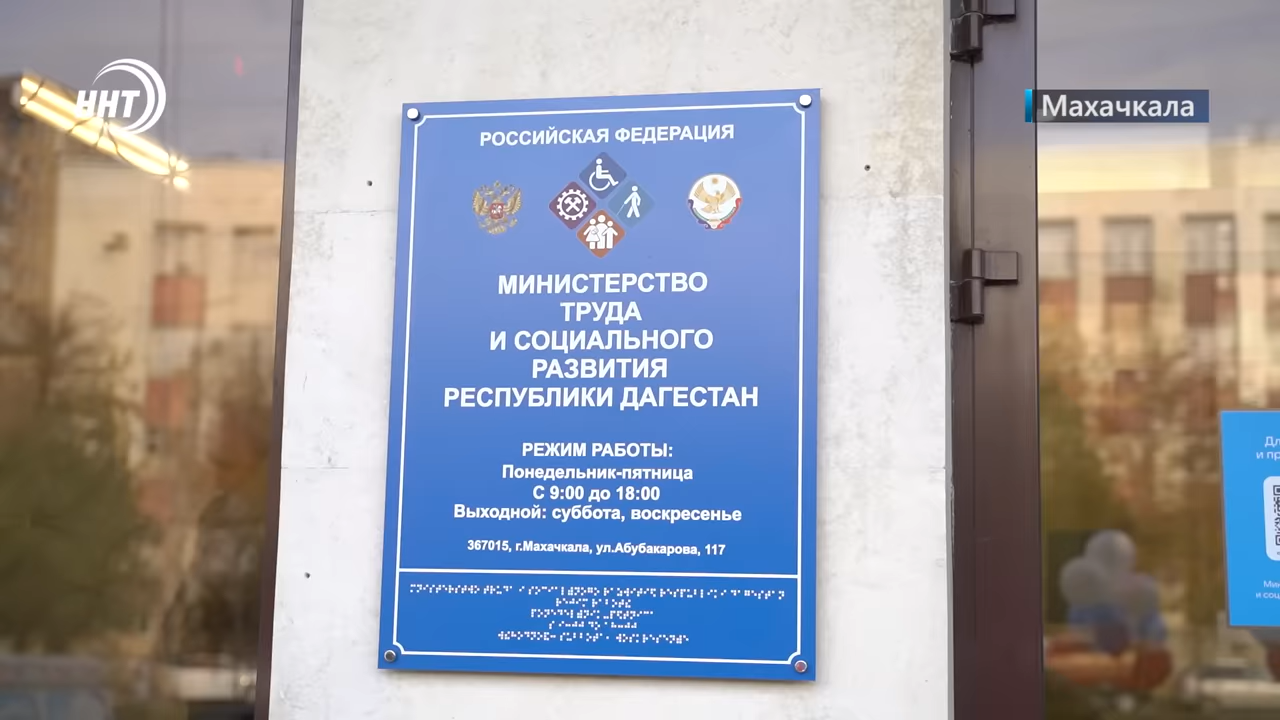 ННТ
Махачкала
РОССИЙСКАЯ ФЕДЕРАЦИЯ
МИНИСТЕРСТВО
ТРУДА
И СОЦИАЛЬНОГО
РАЗВИТИЯ
РЕСПУБЛИКИ ДАГЕСТАН
РЕЖИМ РАБОТЫ:
Понедельник-пятница
С 9:00 до 18:00
Выходной: суббота, воскресенье
367015, г.Махачкала, ул.Абубакарова, 117